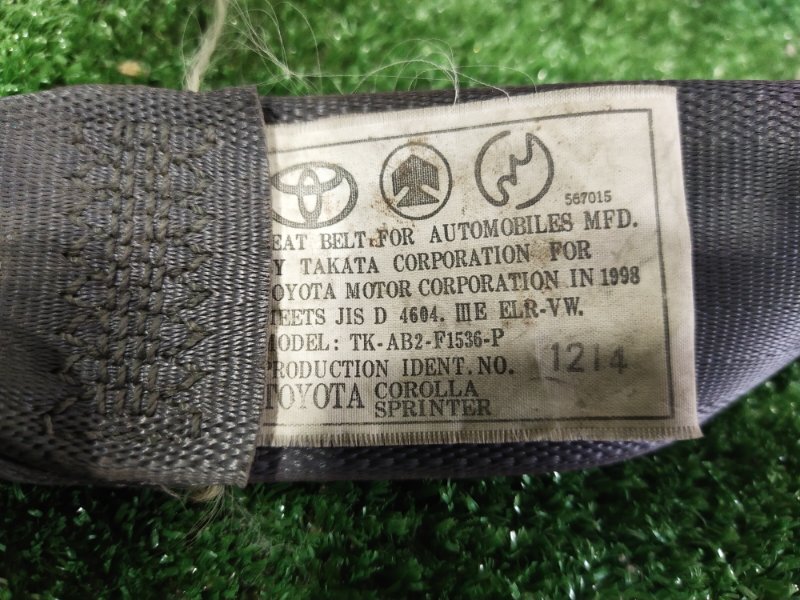 567015
EAT BELT FOR AUTOMOBILES MFD.
Y TAKATA CORPORATION FOR
OYOTA MOTOR CORPORATION IN 1998
EETS JIS D 4604. ⅢE ELR-VW.
MODEL: TK-AB2-F1536-P
PRODUCTION IDENT.NO. 1214
TOYOTA COROLLA
SPRINTER